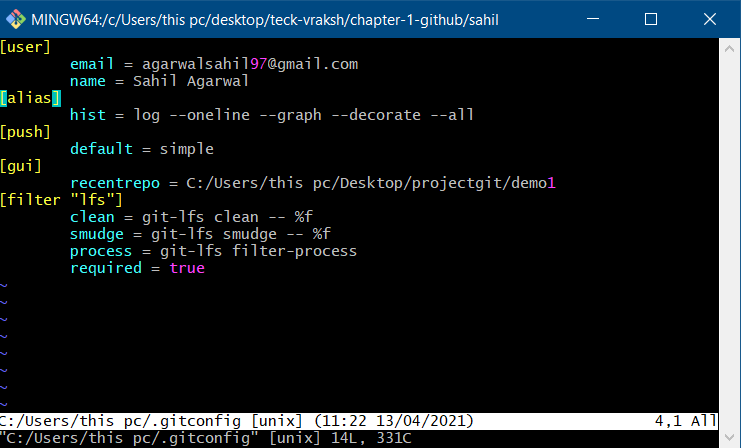 MINGW64:/c/Users/this pc/desktop/teck-vraksh/chapter-1-github/sahil
[user]
        email = agarwalsahil97@gmail.com
        name = Sahil Agarwal
[alias]
        hist = log --oneline --graph --decorate --all
[push]
        default = simple
[gui]
        recentrepo = C:/Users/this pc/Desktop/projectgit/demo1
[filter "lfs"]
        clean = git-lfs clean -- %f
        smudge = git-lfs smudge -- %f
        process = git-lfs filter-process
        required = true
~
~
~
~
~
~
~
~
C:/Users/this pc/.gitconfig [unix] (11:22 13/04/2021) 4,1 All
"C:/Users/this pc/.gitconfig" [unix] 14L, 331C